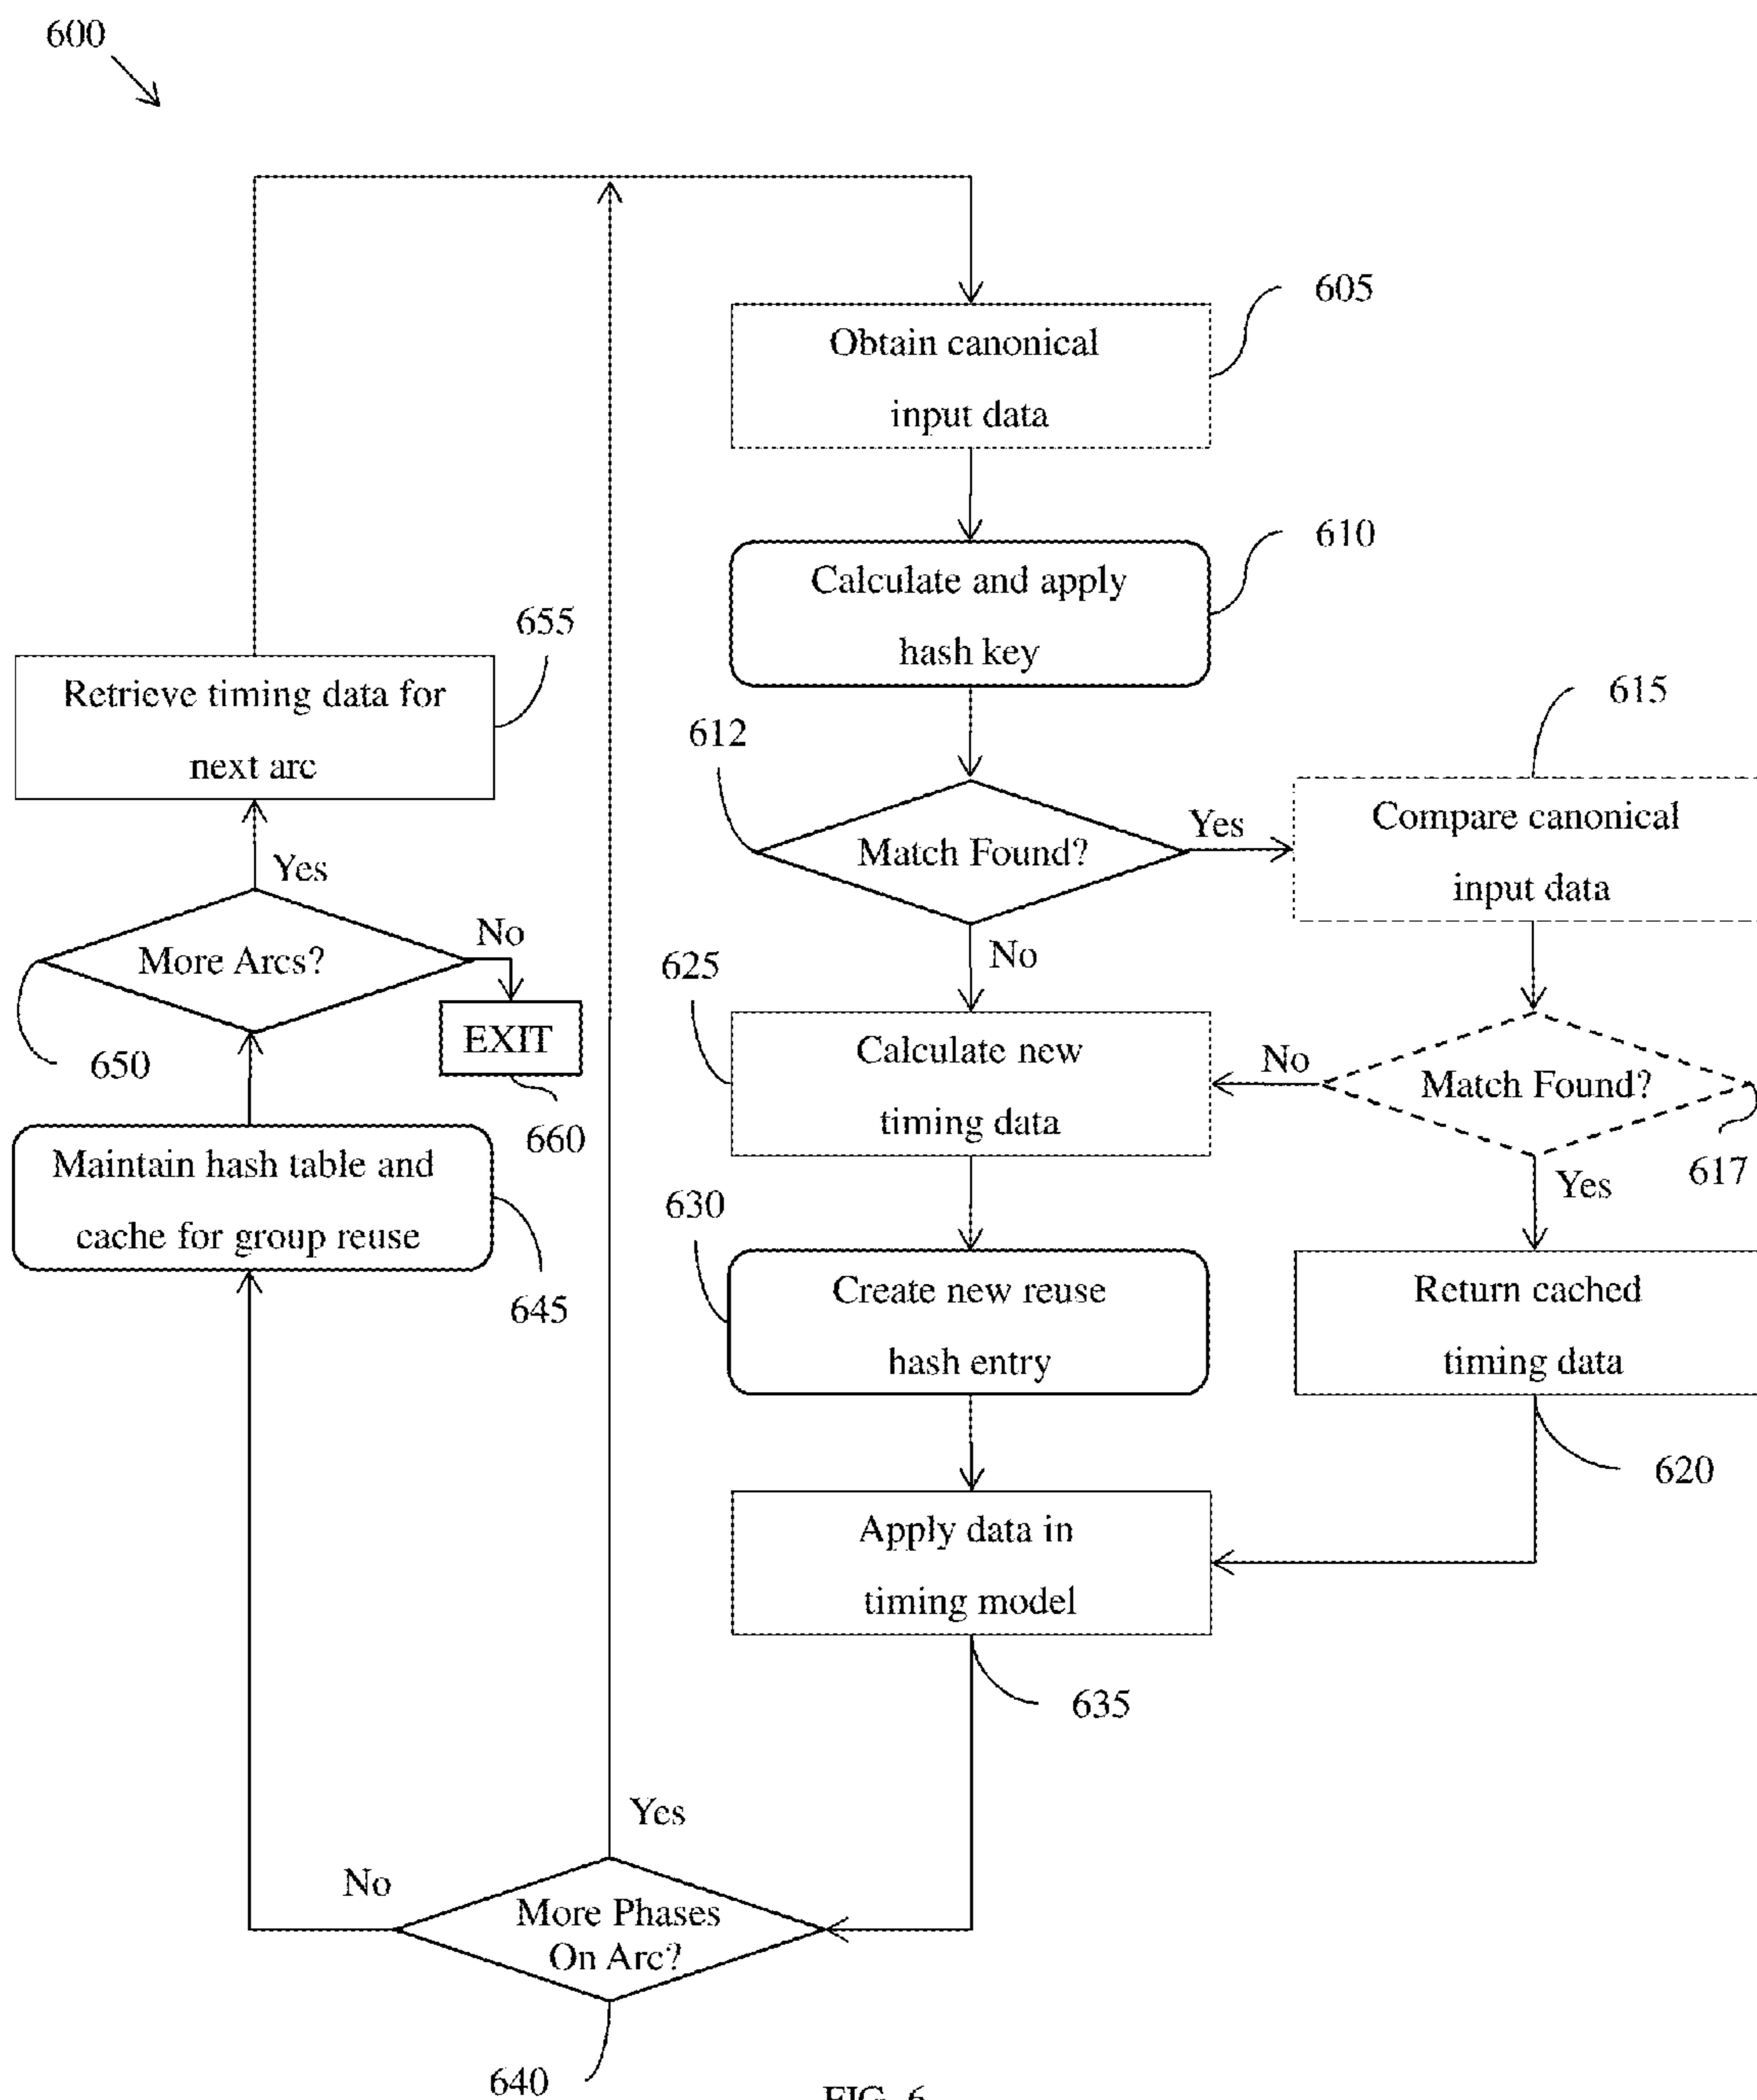 600
605
Obtain canonical
input data
610
Calculate and apply
hash key
655
Retrieve timing data for
next arc
612
Match Found?
Yes
No
615
Compare canonical
input data
Yes
More Arcs?
No
650
EXIT
660
625
Calculate new
timing data
No
Match Found?
617
Yes
Maintain hash table and
cache for group reuse
645
630
Create new reuse
hash entry
Return cached
timing data
620
Apply data in
timing model
635
Yes
No
More Phases
On Arc?
640
FIG. 6